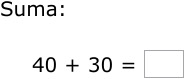 Suma:
40 + 30 =